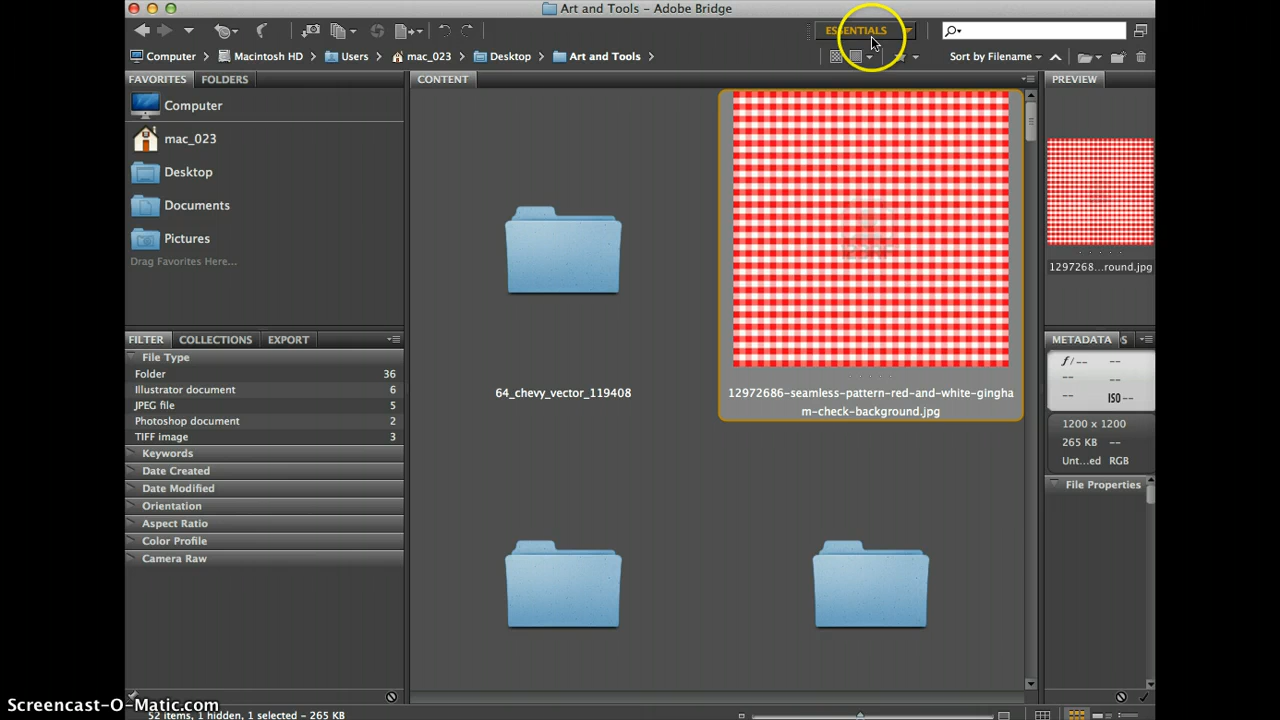 Art and Tools - Adobe Bridge
ESSENTIALS
Computer
Macintosh HD
Users
mac_023
Desktop
Art and Tools
Sort by Filename
FAVORITES
FOLDERS
CONTENT
PREVIEW
Computer
mac_023
Desktop
Documents
Pictures
Drag Favorites Here...
64_chevy_vector_119408
12972686-seamless-pattern-red-and-white-gingha
m-check-background.jpg
1297268...round.jpg
FILTER
COLLECTIONS
EXPORT
File Type
Folder 36
Illustrator document 6
JPEG file 5
Photoshop document 2
TIFF image 3
Keywords
Date Created
Date Modified
Orientation
Aspect Ratio
Color Profile
Camera Raw
METADATA
S
f/-- --
-- --
-- ISO --
1200 x 1200
265 KB --
Unt...ed RGB
File Properties
Screencast-O-Matic.com
52 items, 1 hidden, 1 selected - 265 KB